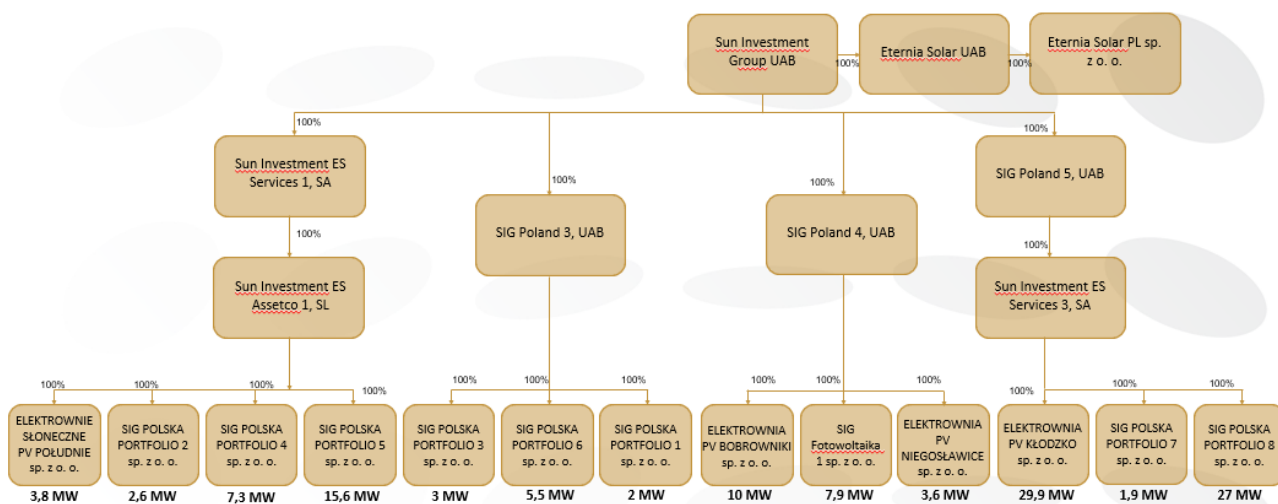 Sun Investment
Group UAB
100%
Eternia Solar UAB
100%
Eternia Solar PL sp.
z o. o.
100%
100%
100%
100%
Sun Investment ES
Services 1, SA
SIG Poland 3, UAB
SIG Poland 4, UAB
SIG Poland 5, UAB
100%
100%
Sun Investment ES
Assetco 1, SL
Sun Investment ES
Services 3, SA
100%
100%
100%
100%
100%
100%
100%
100%
100%
100%
100%
100%
100%
ELEKTROWNIE
SŁONECZNE
PV POŁUDNIE
sp. z o. o.
SIG POLSKA
PORTFOLIO 2
sp. z o. o.
SIG POLSKA
PORTFOLIO 4
sp. z o. o.
SIG POLSKA
PORTFOLIO 5
sp. z o. o.
SIG POLSKA
PORTFOLIO 3
sp. z o. o.
SIG POLSKA
PORTFOLIO 6
sp. z o. o.
SIG POLSKA
PORTFOLIO 1
sp. z o. o.
ELEKTROWNIA
PV BOBROWNIKI
sp. z o. o.
SIG
Fotowoltaika
1 sp. z o. o.
ELEKTROWNIA
PV
NIEGOSŁAWICE
sp. z o. o.
ELEKTROWNIA
PV KŁODZKO
sp. z o. o.
SIG POLSKA
PORTFOLIO 7
sp. z o. o.
SIG POLSKA
PORTFOLIO 8
sp. z o. o.
3,8 MW
2,6 MW
7,3 MW
15,6 MW
3 MW
5,5 MW
2 MW
10 MW
7,9 MW
3,6 MW
29,9 MW
1,9 MW
27 MW